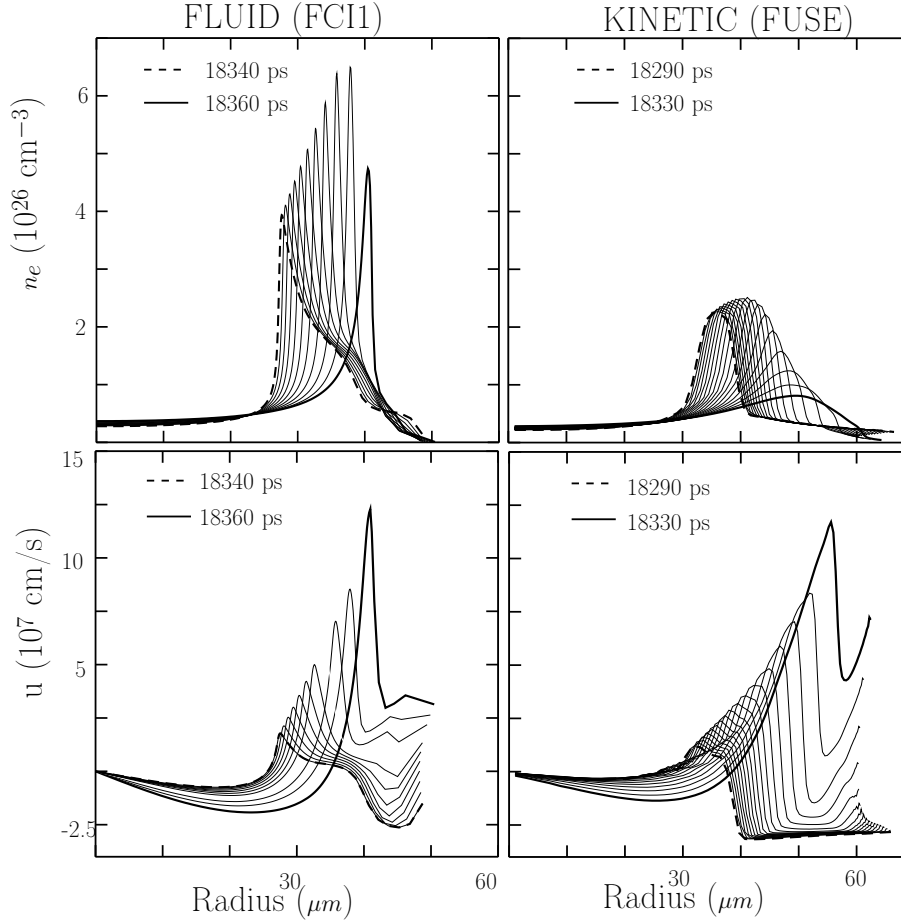 FLUID (FCI1)
KINETIC (FUSE)
18340 ps
18360 ps
18290 ps
18330 ps
n_e (10^26 cm^−3)
6
4
2
18340 ps
18360 ps
18290 ps
18330 ps
u (10^7 cm/s)
15
10
5
-2.5
30
60
30
60
Radius (μm)
Radius (μm)